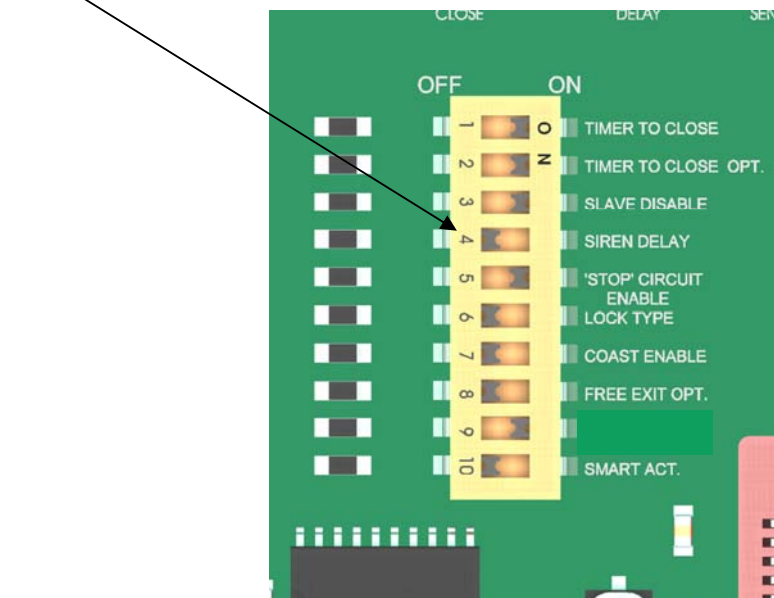 CLOSE DELAY SEN
OFF ON
1 O TIMER TO CLOSE
2 N TIMER TO CLOSE OPT.
3 SLAVE DISABLE
4 SIREN DELAY
5 'STOP' CIRCUIT
ENABLE
6 LOCK TYPE
7 COAST ENABLE
8 FREE EXIT OPT.
9
10 SMART ACT.